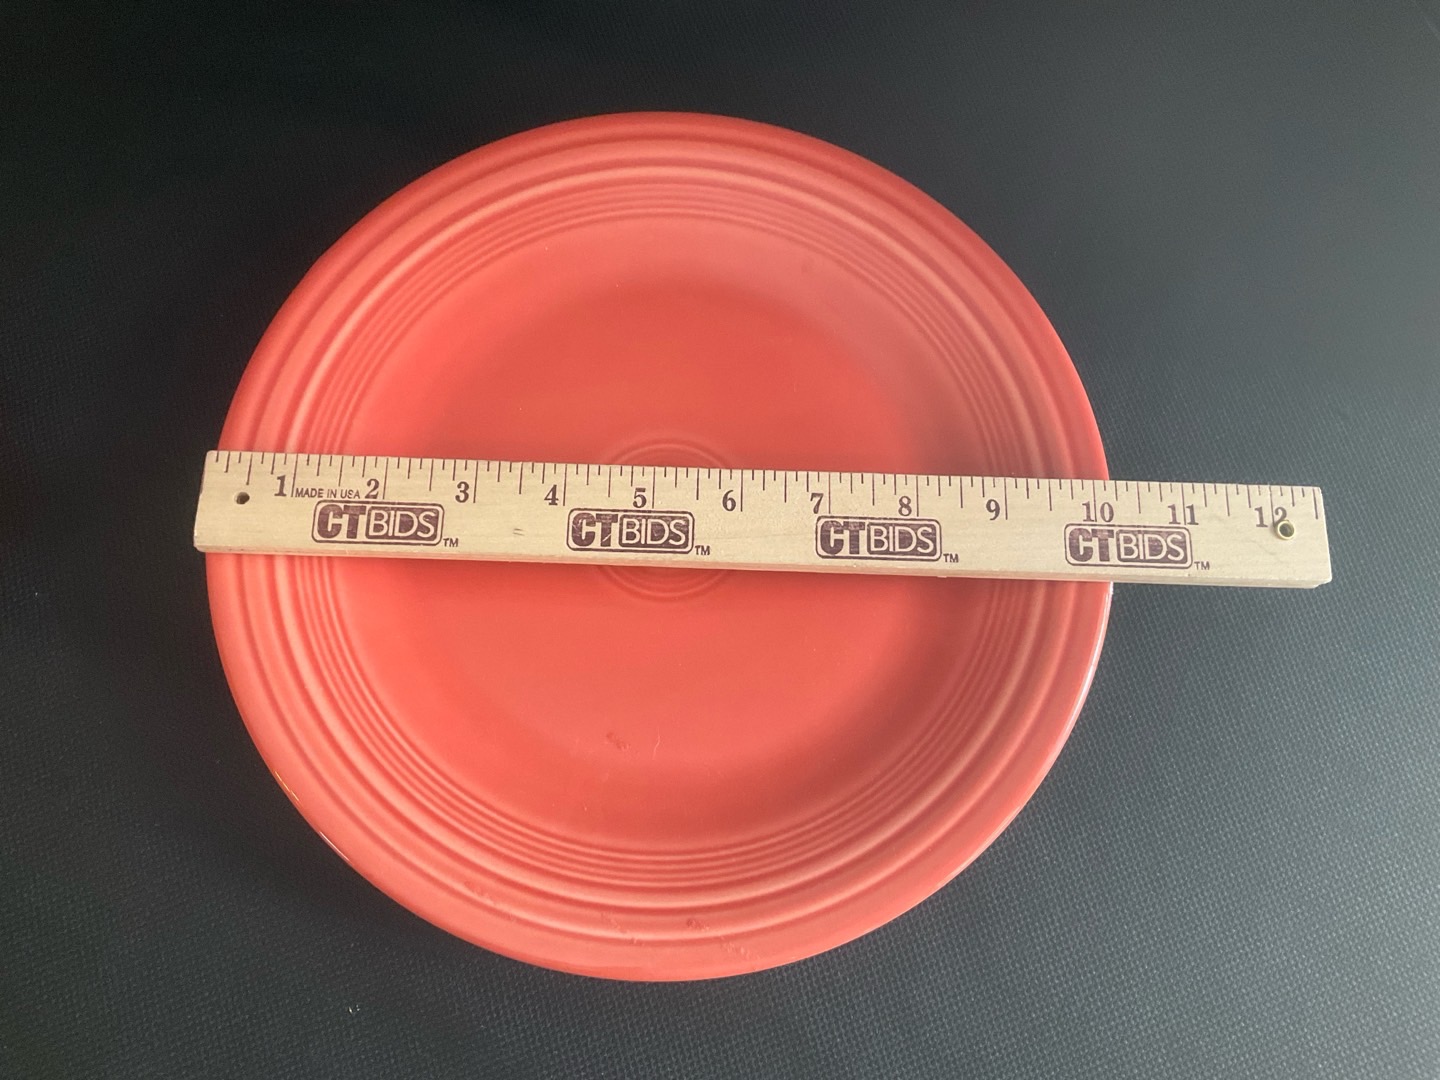 1 MADE IN USA 2 3 4 5 6 7 8 9 10 11 12
CTBIDS™ CTBIDS™ CTBIDS™ CTBIDS™